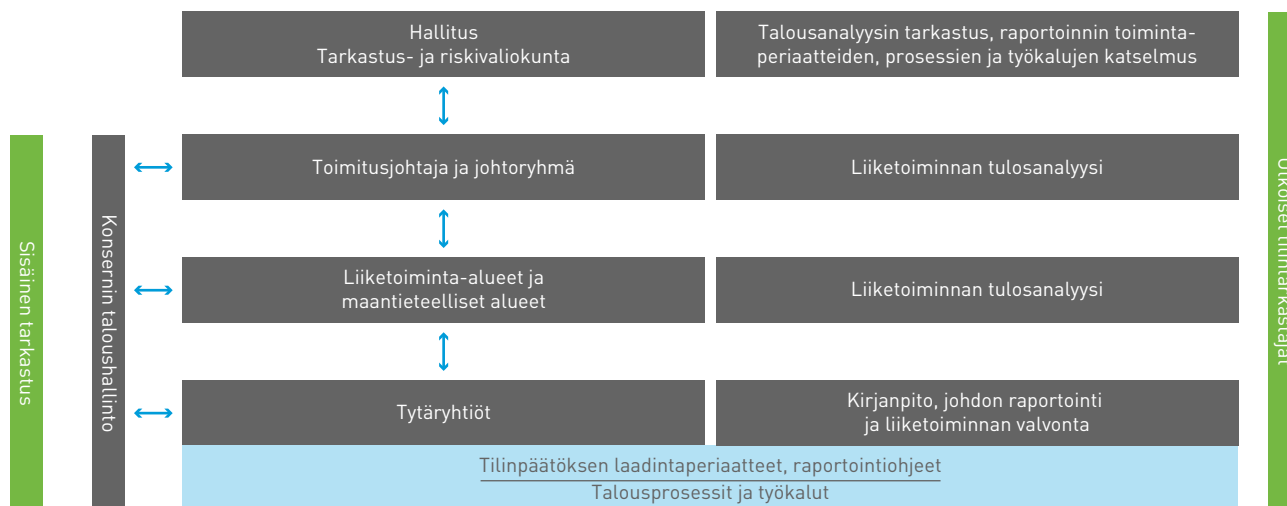 Hallitus
Tarkastus- ja riskivaliokunta
Talousanalyysin tarkastus, raportoinnin toiminta-
periaatteiden, prosessien ja työkalujen katselmus
Sisäinen tarkastus
Konsernin taloushallinto
Toimitusjohtaja ja johtoryhmä
Liiketoiminnan tulosanalyysi
Liiketoiminta-alueet ja
maantieteelliset alueet
Liiketoiminnan tulosanalyysi
Tytäryhtiöt
Kirjanpito, johdon raportointi
ja liiketoiminnan valvonta
Tilinpäätöksen laadintaperiaatteet, raportointiohjeet
Talousprosessit ja työkalut
Ulkoiset tilintarkastajat